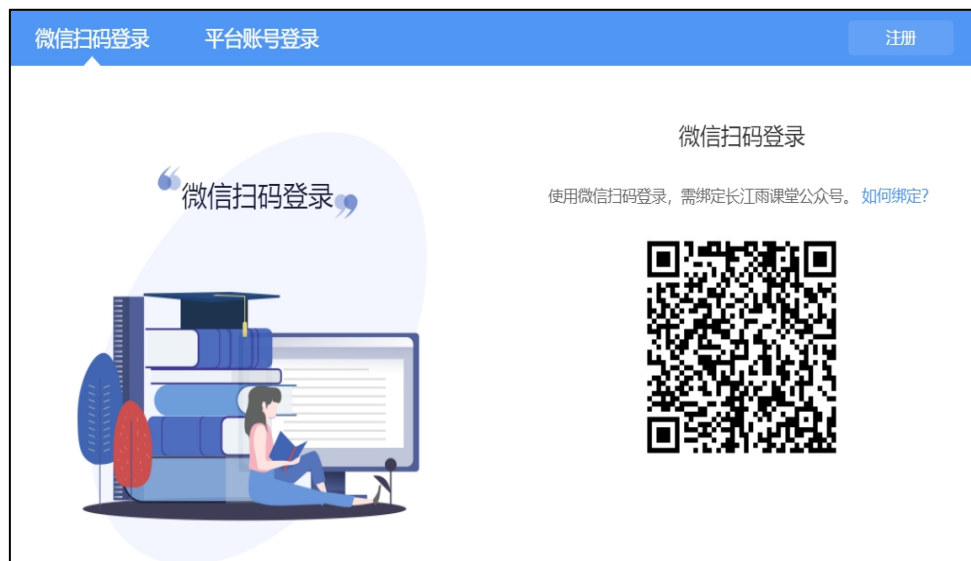 微信扫码登录
平台账号登录
注册
❝微信扫码登录❞
微信扫码登录
使用微信扫码登录，需绑定长江雨课堂公众号。 如何绑定?